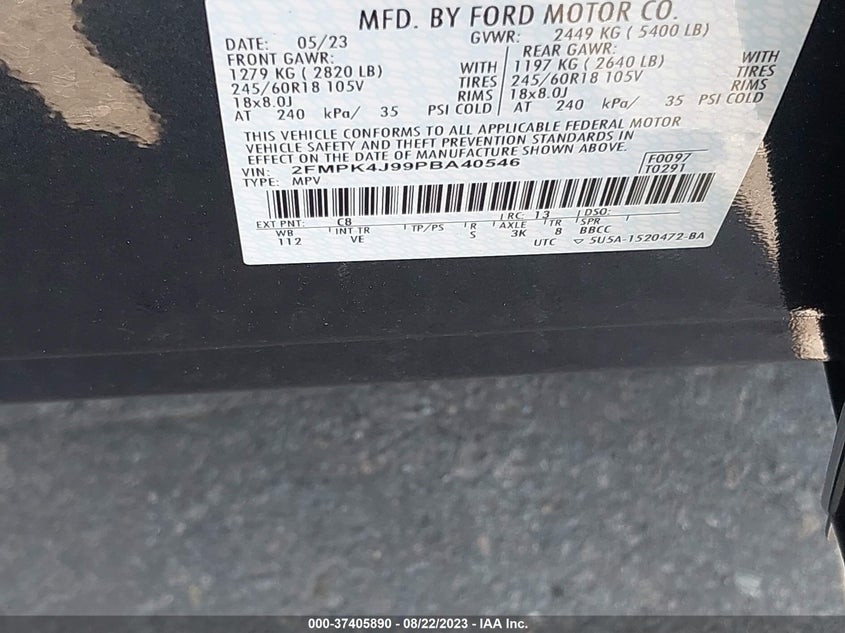 MFD. BY FORD MOTOR CO.
DATE: 05/23 GVWR: 2449 KG ( 5400 LB)
FRONT GAWR: REAR GAWR:
1279 KG ( 2820 LB) WITH 1197 KG ( 2640 LB) WITH
245/60R18 105V TIRES 245/60R18 105V TIRES
18x8.0J RIMS 18x8.0J RIMS
AT 240 kPa/ 35 PSI COLD AT 240 kPa/ 35 PSI COLD
THIS VEHICLE CONFORMS TO ALL APPLICABLE FEDERAL MOTOR
VEHICLE SAFETY AND THEFT PREVENTION STANDARDS IN
EFFECT ON THE DATE OF MANUFACTURE SHOWN ABOVE.
VIN: 2FMPK4J99PBA40546 F0097
TYPE: MPV T0291
EXT PNT: C8 RC: 13 DSO:
WB INT TR TP/PS R AXLE TR SPR
112 VE S 3K 8 BBCC
UTC ▽ 5U5A-1520472-BA
000-37405890 - 08/22/2023 - IAA Inc.